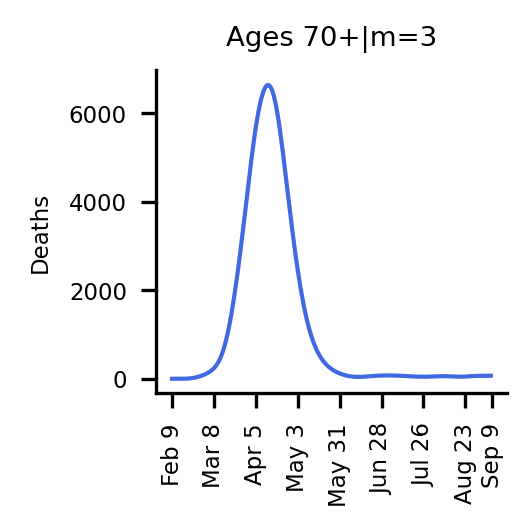 Ages 70+|m=3
Deaths
6000
4000
2000
0
Feb 9
Mar 8
Apr 5
May 3
May 31
Jun 28
Jul 26
Aug 23
Sep 9